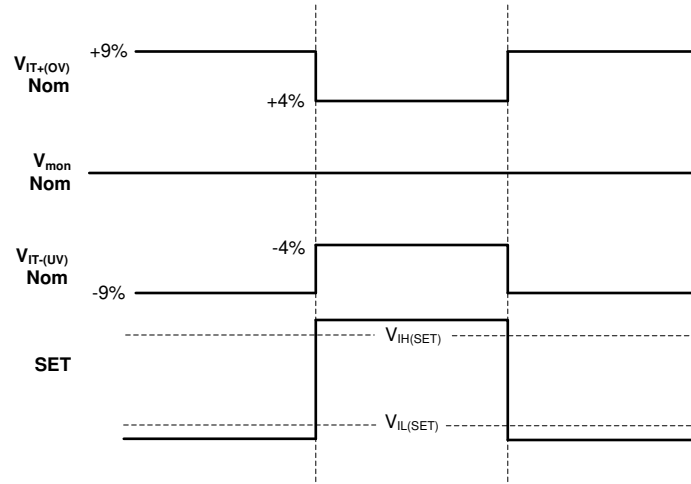 V_IT+(OV)
Nom
+9%
+4%
V_mon
Nom
V_IT-(UV)
Nom
-4%
-9%
SET
V_IH(SET)
V_IL(SET)